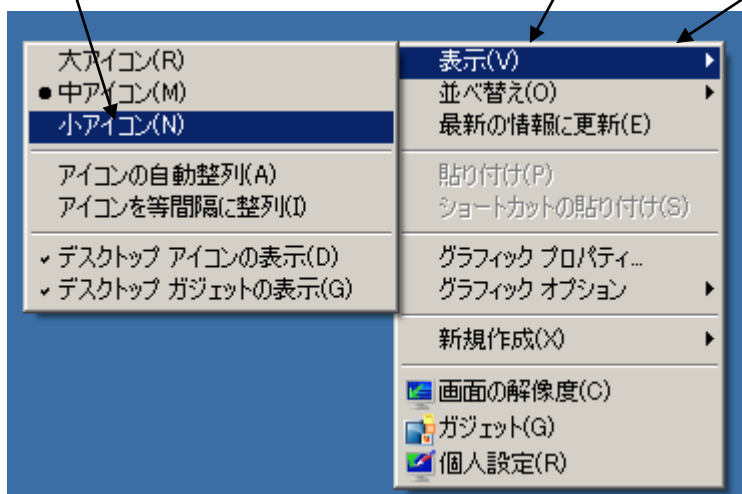 大アイコン(R)
中アイコン(M)
小アイコン(N)
アイコンの自動整列(A)
アイコンを等間隔に整列(I)
デスクトップ アイコンの表示(D)
デスクトップ ガジェットの表示(G)
表示(V)
並べ替え(O)
最新の情報に更新(E)
貼り付け(P)
ショートカットの貼り付け(S)
グラフィック プロパティ...
グラフィック オプション
新規作成(X)
画面の解像度(C)
ガジェット(G)
個人設定(R)